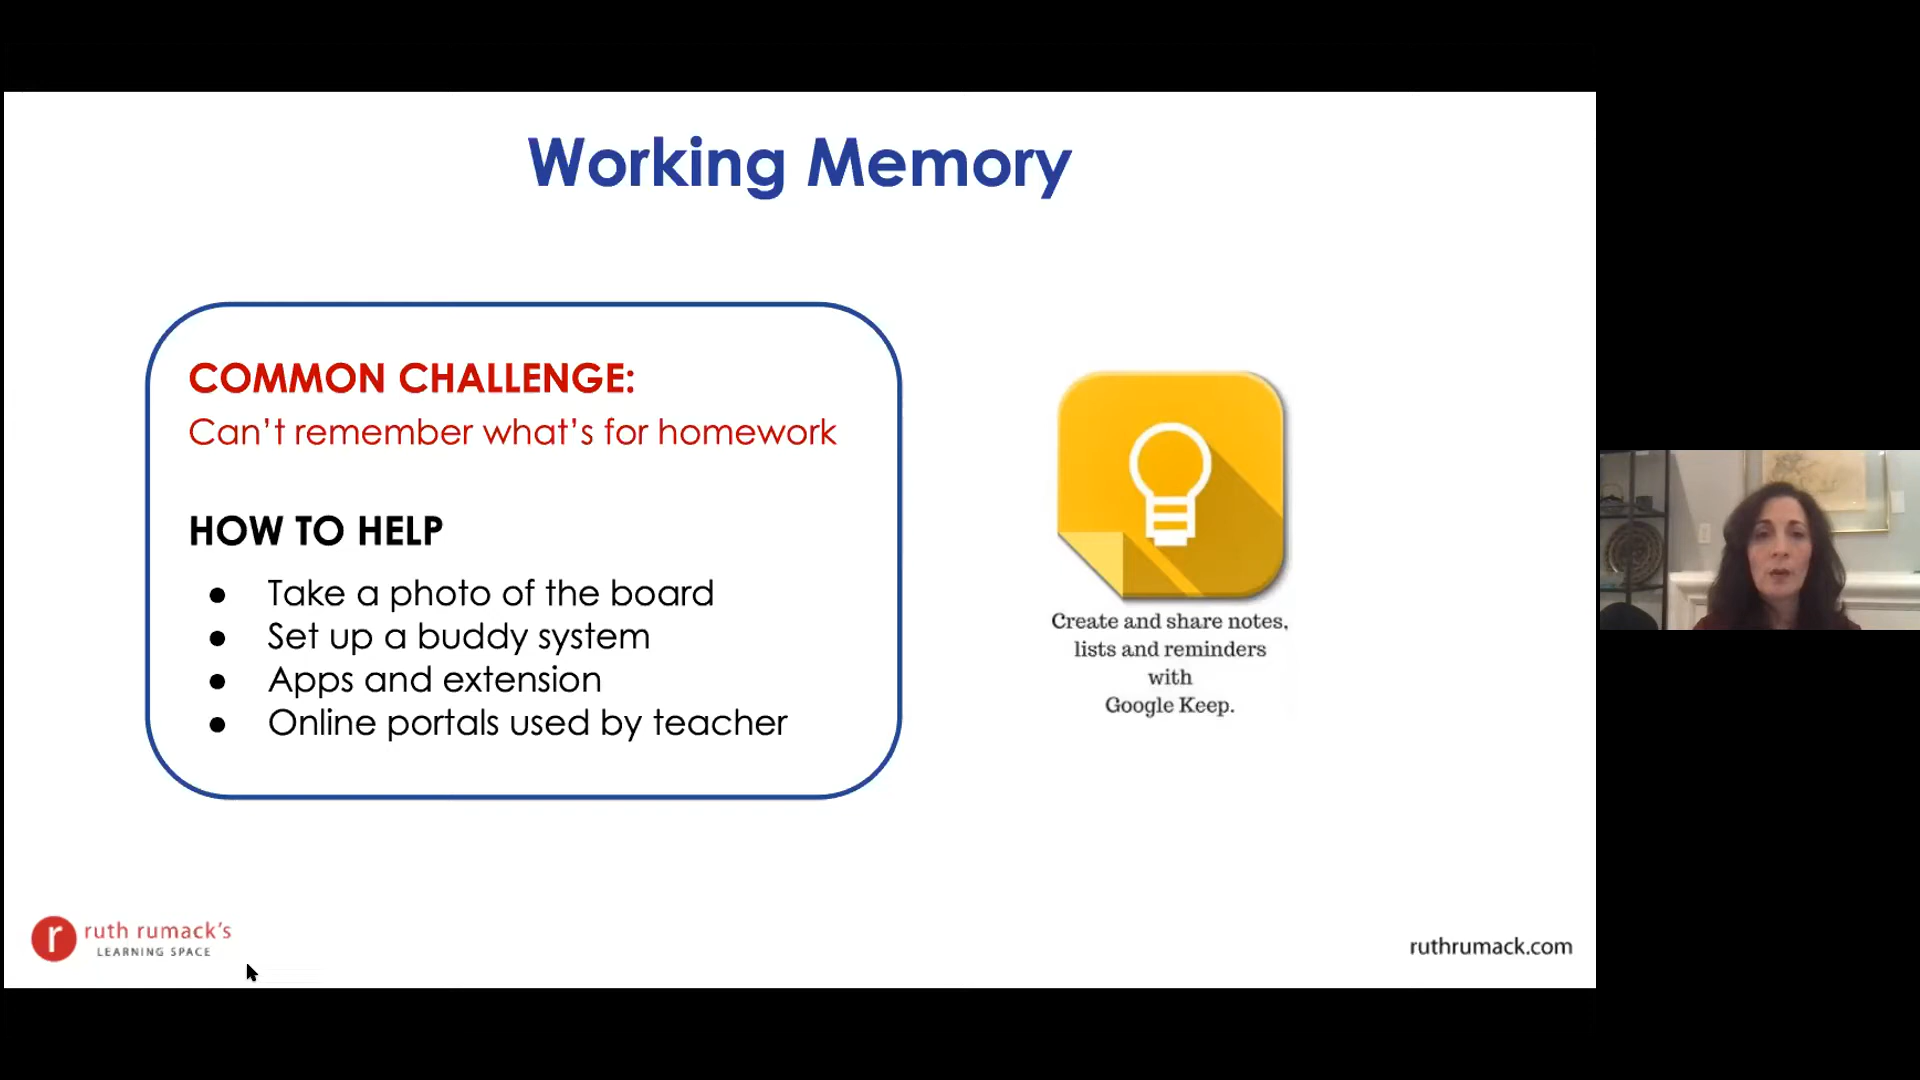 Working Memory
COMMON CHALLENGE:
Can't remember what's for homework
HOW TO HELP
● Take a photo of the board
● Set up a buddy system
● Apps and extension
● Online portals used by teacher
Create and share notes,
lists and reminders
with
Google Keep.
r
ruth rumack's
LEARNING SPACE
ruthrumack.com